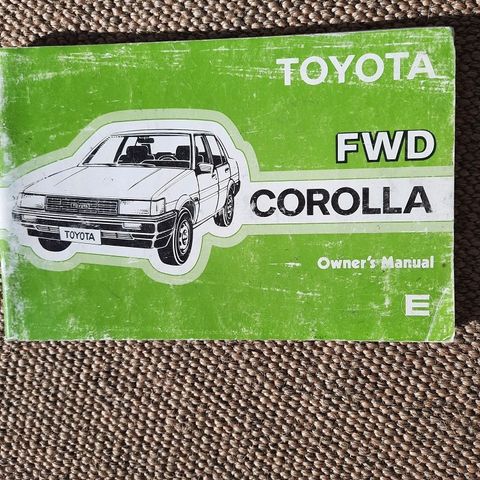 TOYOTA
FWD
COROLLA
TOYOTA
Owner's Manual
E